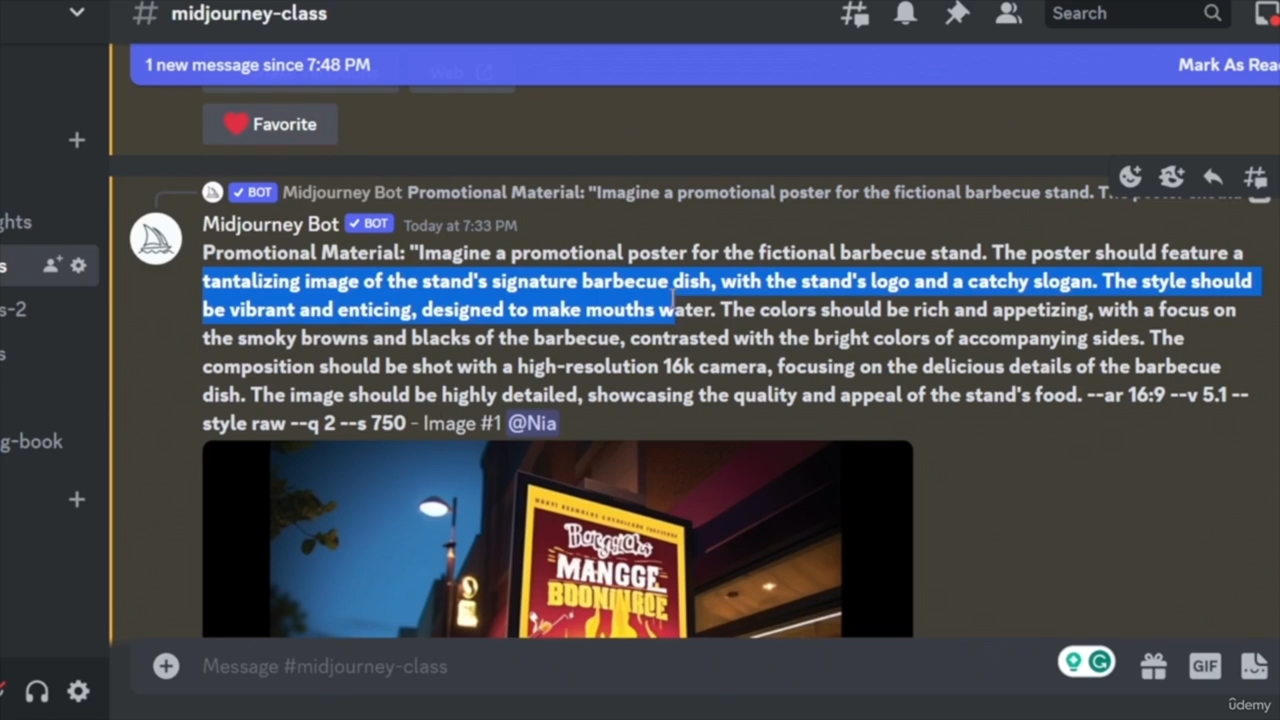 midjourney-class
Search
1 new message since 7:48 PM
Mark As Rea
Web
Favorite
BOT Midjourney Bot Promotional Material: "Imagine a promotional poster for the fictional barbecue stand. T
Midjourney Bot BOT Today at 7:33 PM
Promotional Material: "Imagine a promotional poster for the fictional barbecue stand. The poster should feature a
tantalizing image of the stand's signature barbecue dish, with the stand's logo and a catchy slogan. The style should
be vibrant and enticing, designed to make mouths water. The colors should be rich and appetizing, with a focus on
the smoky browns and blacks of the barbecue, contrasted with the bright colors of accompanying sides. The
composition should be shot with a high-resolution 16k camera, focusing on the delicious details of the barbecue
dish. The image should be highly detailed, showcasing the quality and appeal of the stand's food. --ar 16:9 --v 5.1 --
style raw --q 2 --s 750 - Image #1 @Nia
ghts
s
s-2
s
g-book
MANGGE
Message #midjourney-class
GIF
ûdemy